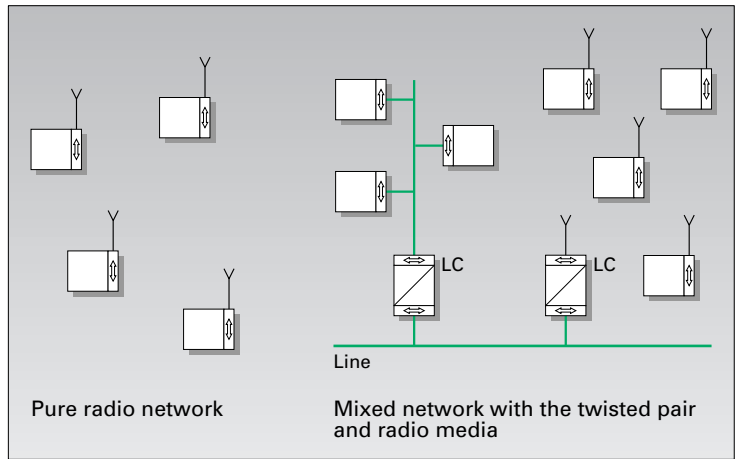 LC
LC
Line
Pure radio network
Mixed network with the twisted pair
and radio media